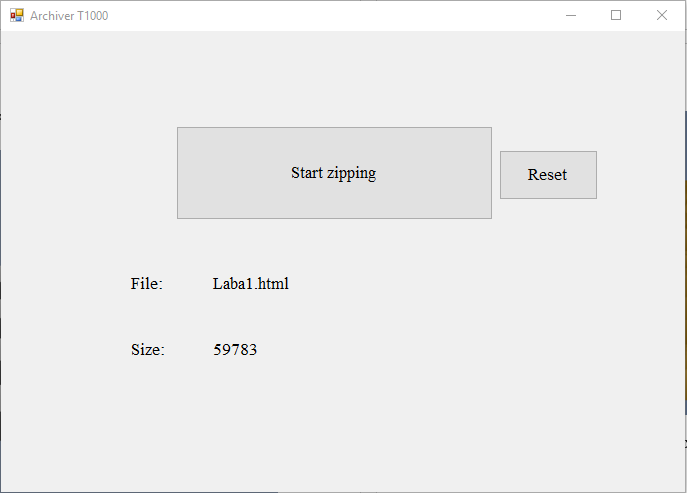 Archiver T1000
Start zipping
Reset
File: Laba1.html
Size: 59783